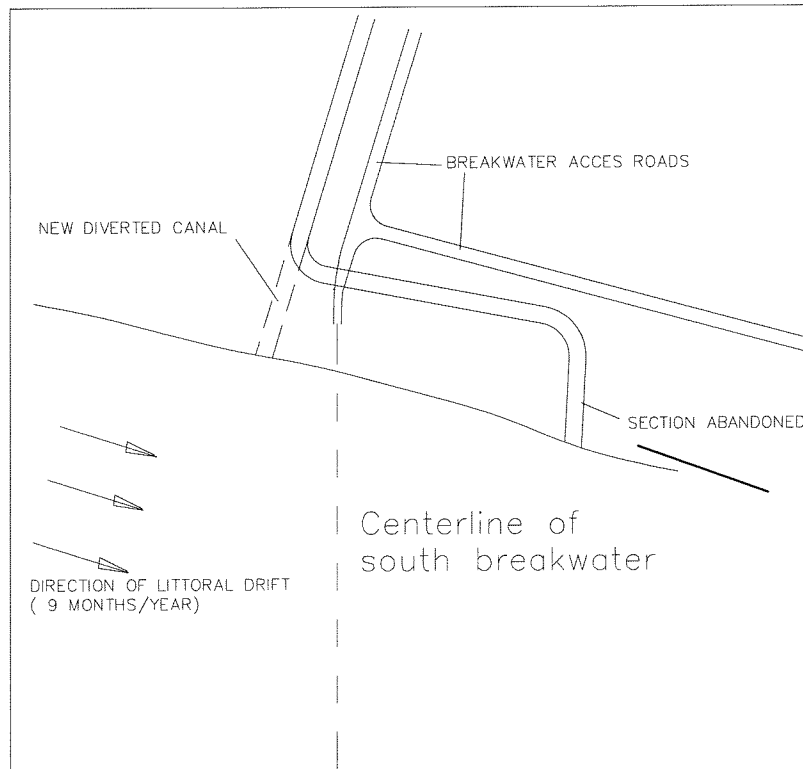 BREAKWATER ACCES ROADS
NEW DIVERTED CANAL
SECTION ABANDONED
Centerline of
south breakwater
DIRECTION OF LITTORAL DRIFT
( 9 MONTHS/YEAR)